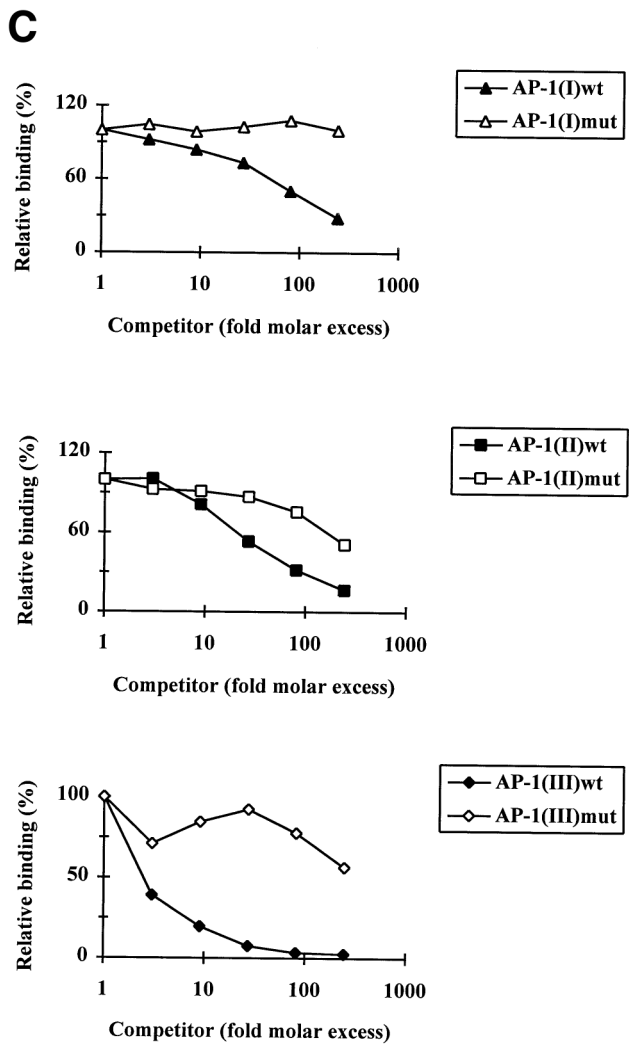 C
Relative binding (%)
120
60
0
1 10 100 1000
Competitor (fold molar excess)
AP-1(I)wt
AP-1(I)mut
Relative binding (%)
120
60
0
1 10 100 1000
Competitor (fold molar excess)
AP-1(II)wt
AP-1(II)mut
Relative binding (%)
100
50
0
1 10 100 1000
Competitor (fold molar excess)
AP-1(III)wt
AP-1(III)mut